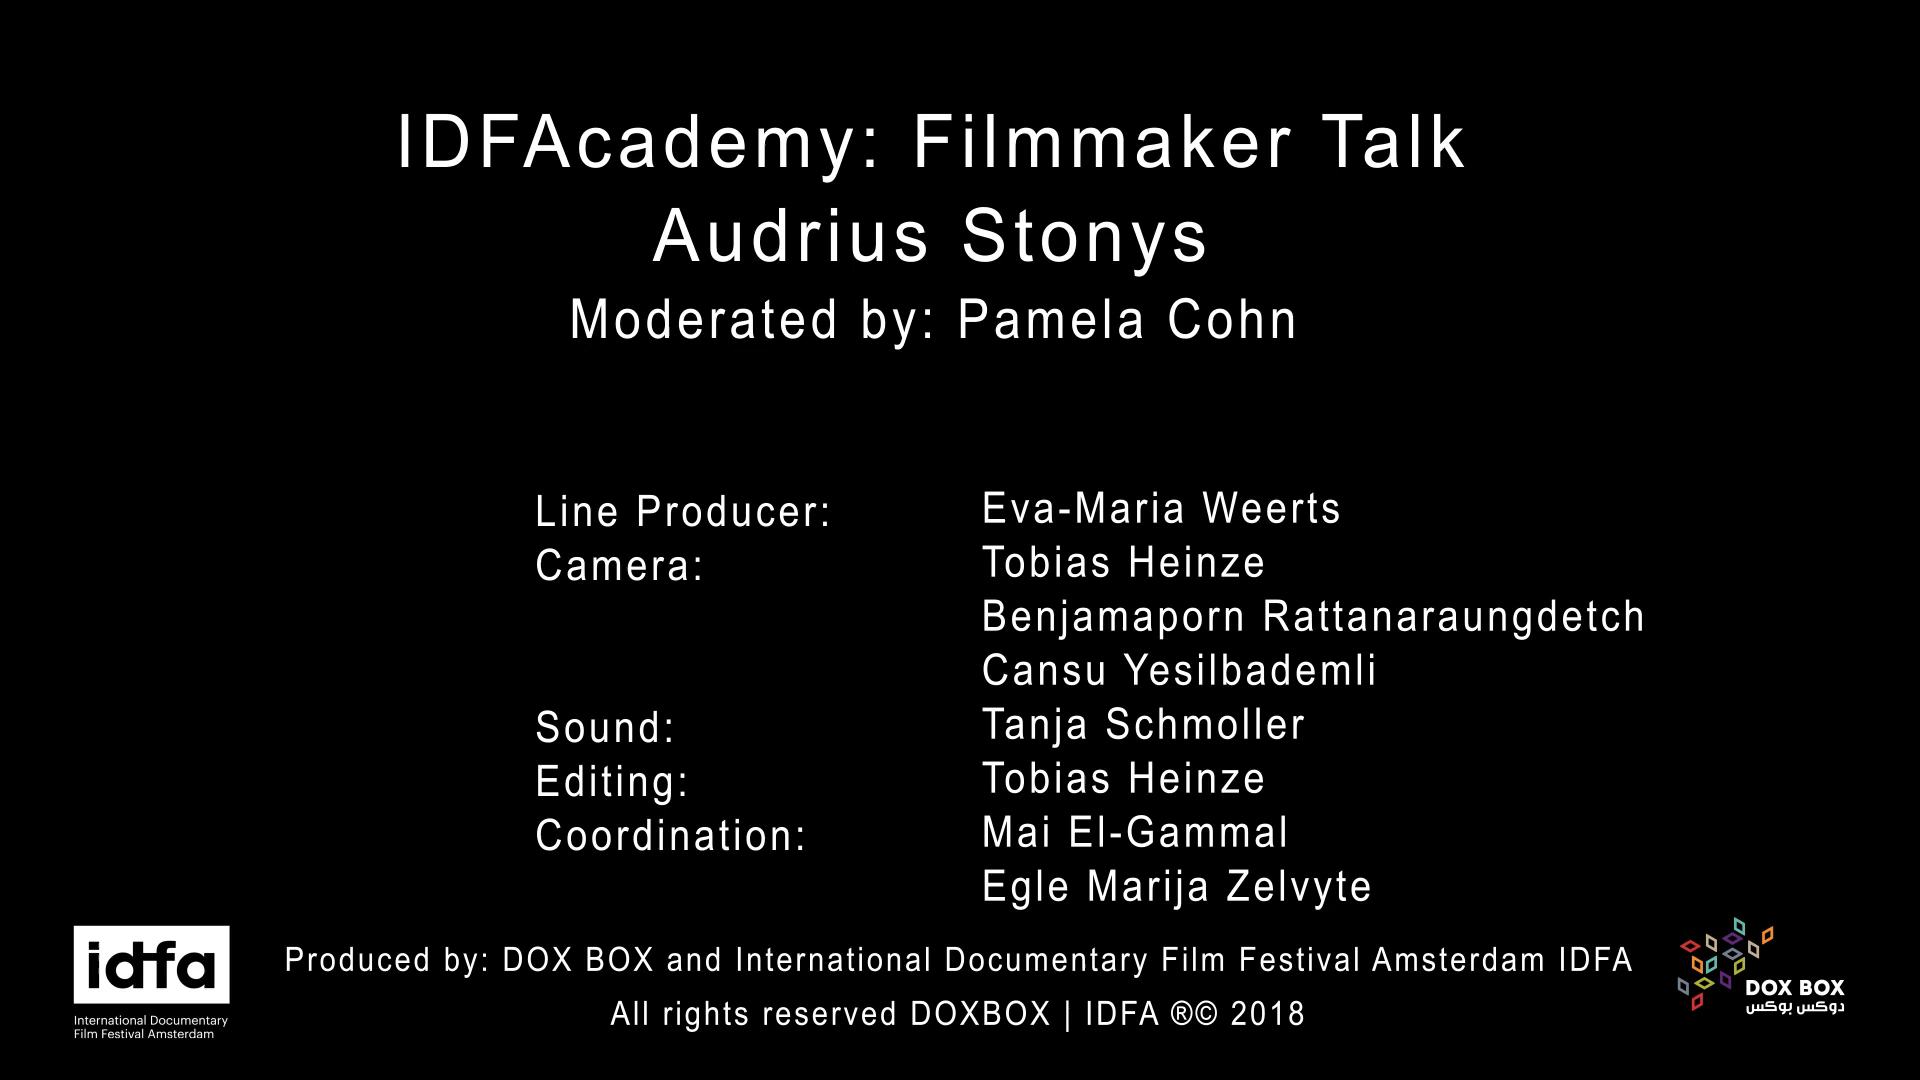 IDFAcademy: Filmmaker Talk
Audrius Stonys
Moderated by: Pamela Cohn
Line Producer: Eva-Maria Weerts
Camera: Tobias Heinze
Benjamaporn Rattanaraungdetch
Cansu Yesilbademli
Sound: Tanja Schmoller
Editing: Tobias Heinze
Coordination: Mai El-Gammal
Egle Marija Zelvyte
idfa
International Documentary
Film Festival Amsterdam
Produced by: DOX BOX and International Documentary Film Festival Amsterdam IDFA
All rights reserved DOXBOX | IDFA ®© 2018
DOX BOX
دوكس بوكس